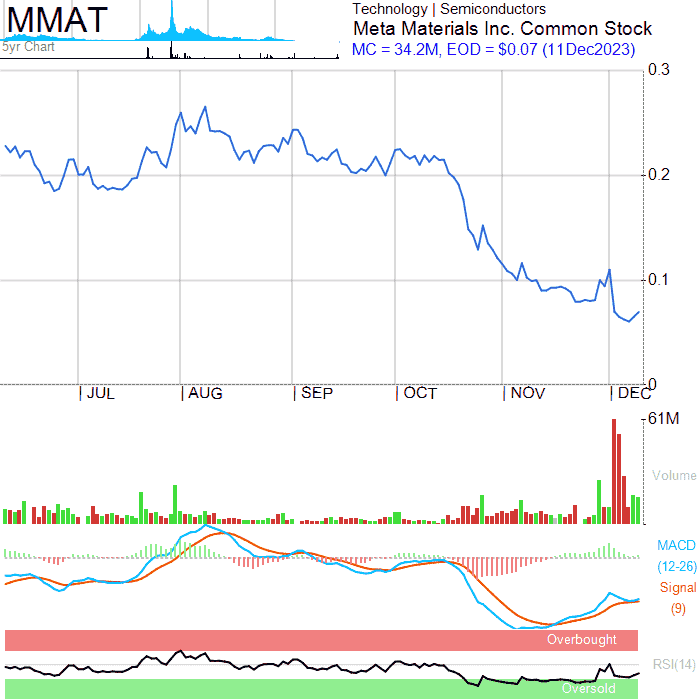 MMAT
5yr Chart
Technology | Semiconductors
Meta Materials Inc. Common Stock
MC = 34.2M, EOD = $0.07 (11Dec2023)
0.3
0.2
0.1
0
| JUL
| AUG
| SEP
| OCT
| NOV
| DEC
61M
Volume
MACD
(12-26)
Signal
(9)
Overbought
RSI(14)
Oversold